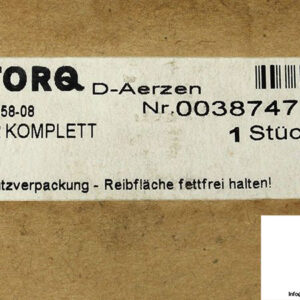 TORQ D-Aerzen
58-08 Nr.0038747
KOMPLETT 1 Stüc
tzverpackung - Reibfläche fettfrei halten!